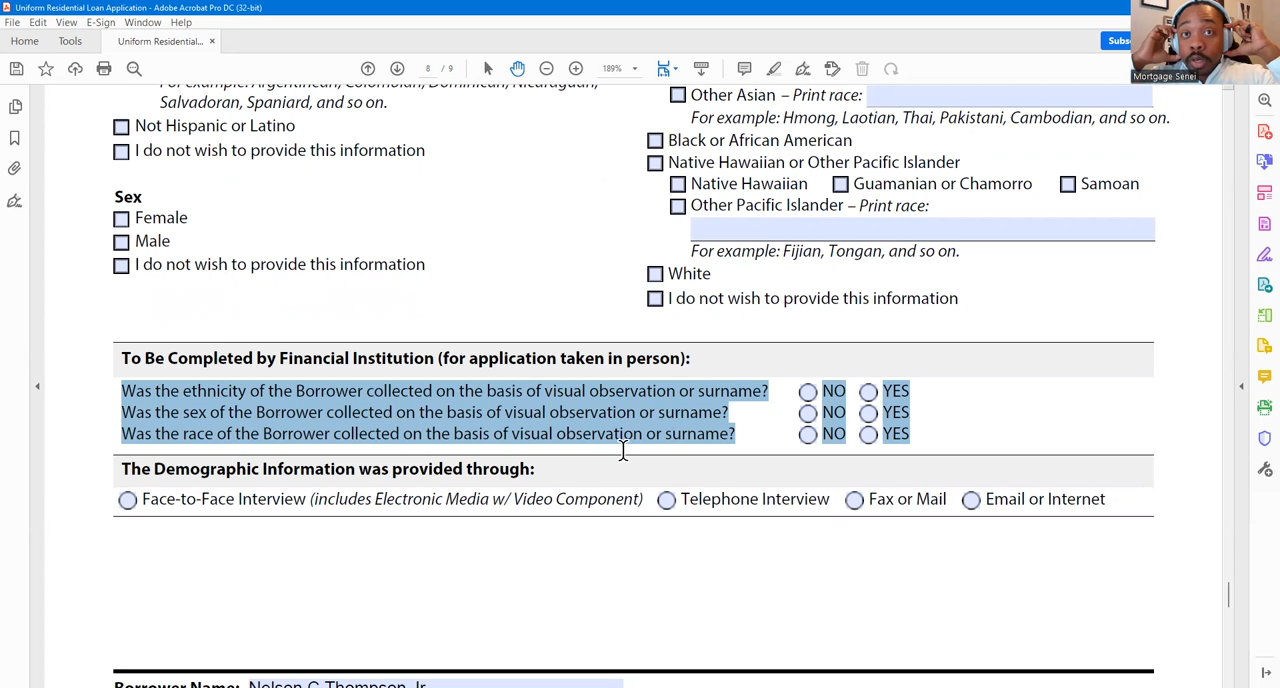 Uniform Residential Loan Application - Adobe Acrobat Pro DC (32-bit)
File Edit View E-Sign Window Help
Home Tools Uniform Residential... ×
Subs
8 / 9 189%
Mortgage Senei
For example: Argentinean, Colombian, Dominican, Nicaraguan,
Salvadoran, Spaniard, and so on.
Not Hispanic or Latino
I do not wish to provide this information
Sex
Female
Male
I do not wish to provide this information
Other Asian – Print race:
For example: Hmong, Laotian, Thai, Pakistani, Cambodian, and so on.
Black or African American
Native Hawaiian or Other Pacific Islander
Native Hawaiian Guamanian or Chamorro Samoan
Other Pacific Islander – Print race:
For example: Fijian, Tongan, and so on.
White
I do not wish to provide this information
To Be Completed by Financial Institution (for application taken in person):
Was the ethnicity of the Borrower collected on the basis of visual observation or surname? NO YES
Was the sex of the Borrower collected on the basis of visual observation or surname? NO YES
Was the race of the Borrower collected on the basis of visual observation or surname? NO YES
The Demographic Information was provided through:
Face-to-Face Interview (includes Electronic Media w/ Video Component) Telephone Interview Fax or Mail Email or Internet
Borrower Name: Nelson C Thompson, Jr